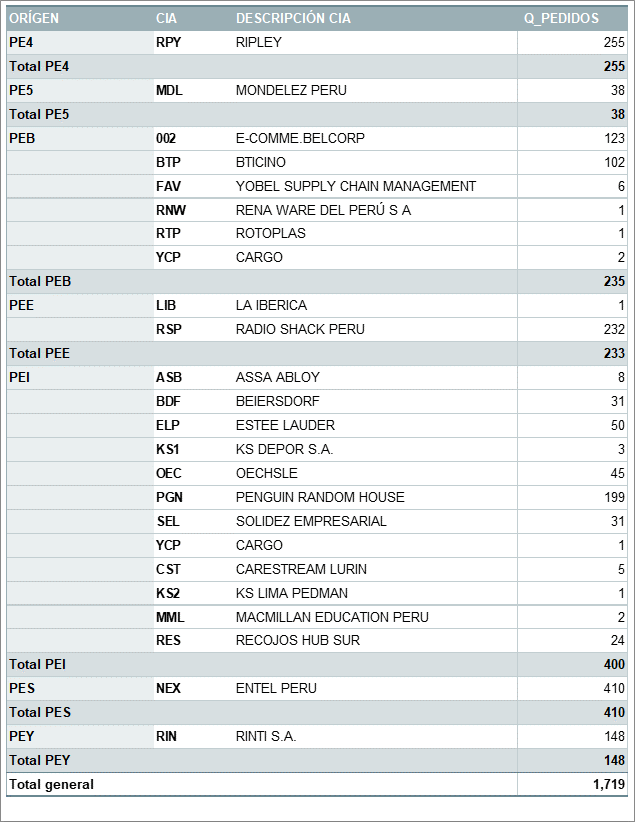 ORÍGEN CIA DESCRIPCIÓN CIA Q_PEDIDOS
PE4 RPY RIPLEY 255
Total PE4 255
PE5 MDL MONDELEZ PERU 38
Total PE5 38
PEB 002 E-COMME.BELCORP 123
BTP BTICINO 102
FAV YOBEL SUPPLY CHAIN MANAGEMENT 6
RNW RENA WARE DEL PERÚ S A 1
RTP ROTOPLAS 1
YCP CARGO 2
Total PEB 235
PEE LIB LA IBERICA 1
RSP RADIO SHACK PERU 232
Total PEE 233
PEI ASB ASSA ABLOY 8
BDF BEIERSDORF 31
ELP ESTEE LAUDER 50
KS1 KS DEPOR S.A. 3
OEC OECHSLE 45
PGN PENGUIN RANDOM HOUSE 199
SEL SOLIDEZ EMPRESARIAL 31
YCP CARGO 1
CST CARESTREAM LURIN 5
KS2 KS LIMA PEDMAN 1
MML MACMILLAN EDUCATION PERU 2
RES RECOJOS HUB SUR 24
Total PEI 400
PES NEX ENTEL PERU 410
Total PES 410
PEY RIN RINTI S.A. 148
Total PEY 148
Total general 1,719